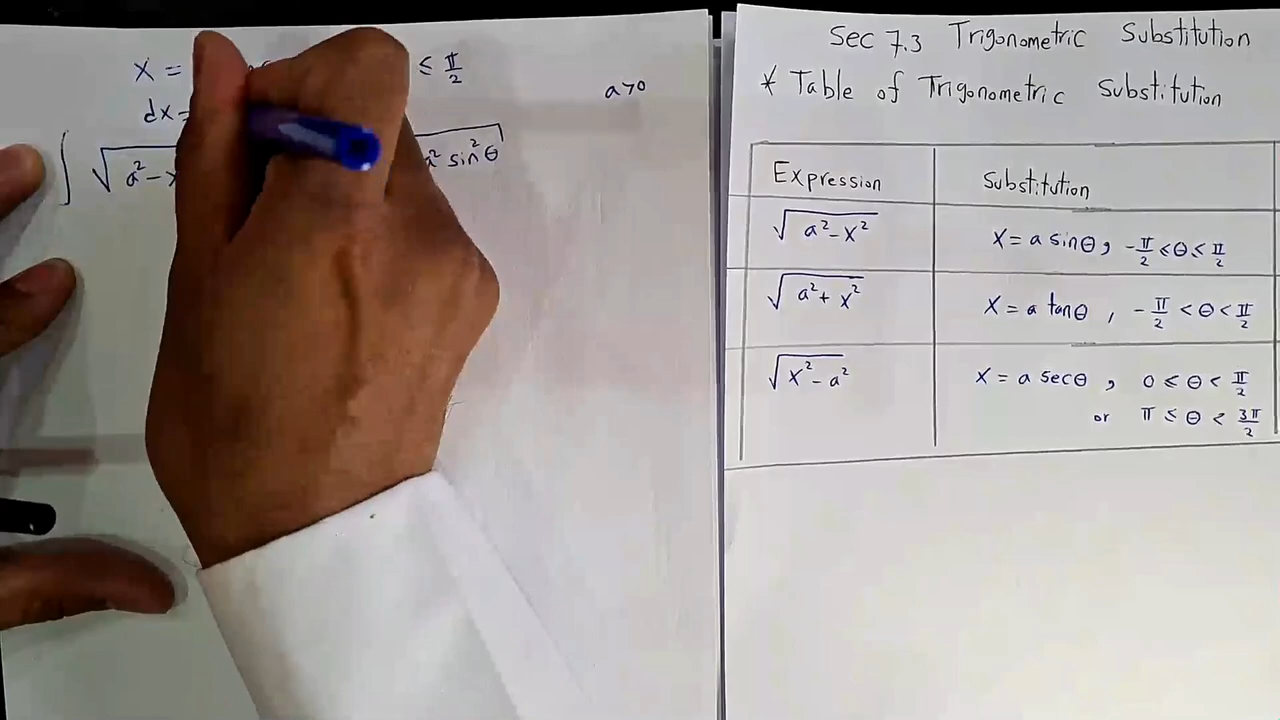 x = ≤ π/2
a>0
dx=
∫ √a²-x a² sin²θ
Sec 7.3 Trigonometric Substitution
* Table of Trigonometric Substitution
Expression Substitution
√a²-x² x = a sinθ, -π/2 ≤ θ ≤ π/2
√a²+x² x = a tanθ, -π/2 < θ < π/2
√x²-a² x = a secθ, 0 ≤ θ < π/2
or π ≤ θ < 3π/2